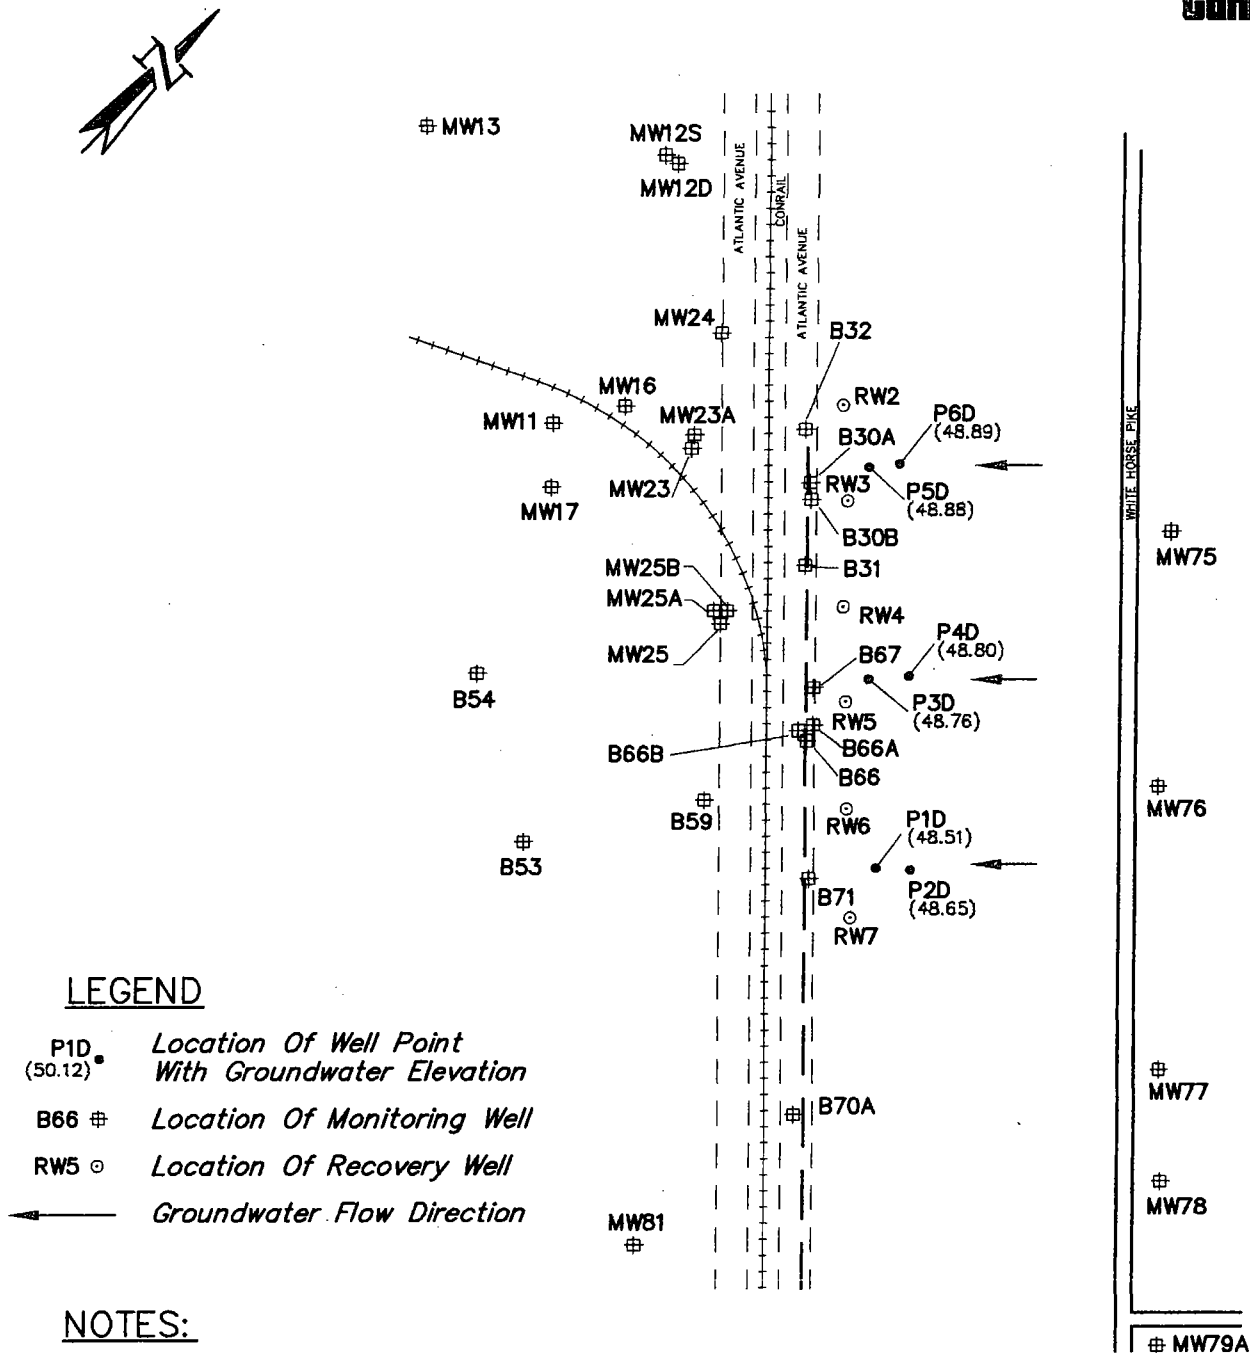 N
MW13
MW12S
MW12D
ATLANTIC AVENUE
CONRAIL
ATLANTIC AVENUE
MW24
B32
MW16
MW11
MW23A
RW2
P6D
(48.89)
B30A
MW23
RW3
P5D
(48.88)
WHITE HORSE PIKE
MW17
B30B
MW75
MW25B
B31
MW25A
RW4
MW25
P4D
(48.80)
B67
B54
P3D
(48.76)
RW5
B66B
B66A
B66
MW76
B59
RW6
P1D
(48.51)
B53
B71
P2D
(48.65)
RW7
LEGEND
P1D
(50.12)
Location Of Well Point
With Groundwater Elevation
MW77
B66
Location Of Monitoring Well
B70A
RW5
Location Of Recovery Well
MW78
Groundwater Flow Direction
MW81
NOTES:
MW79A